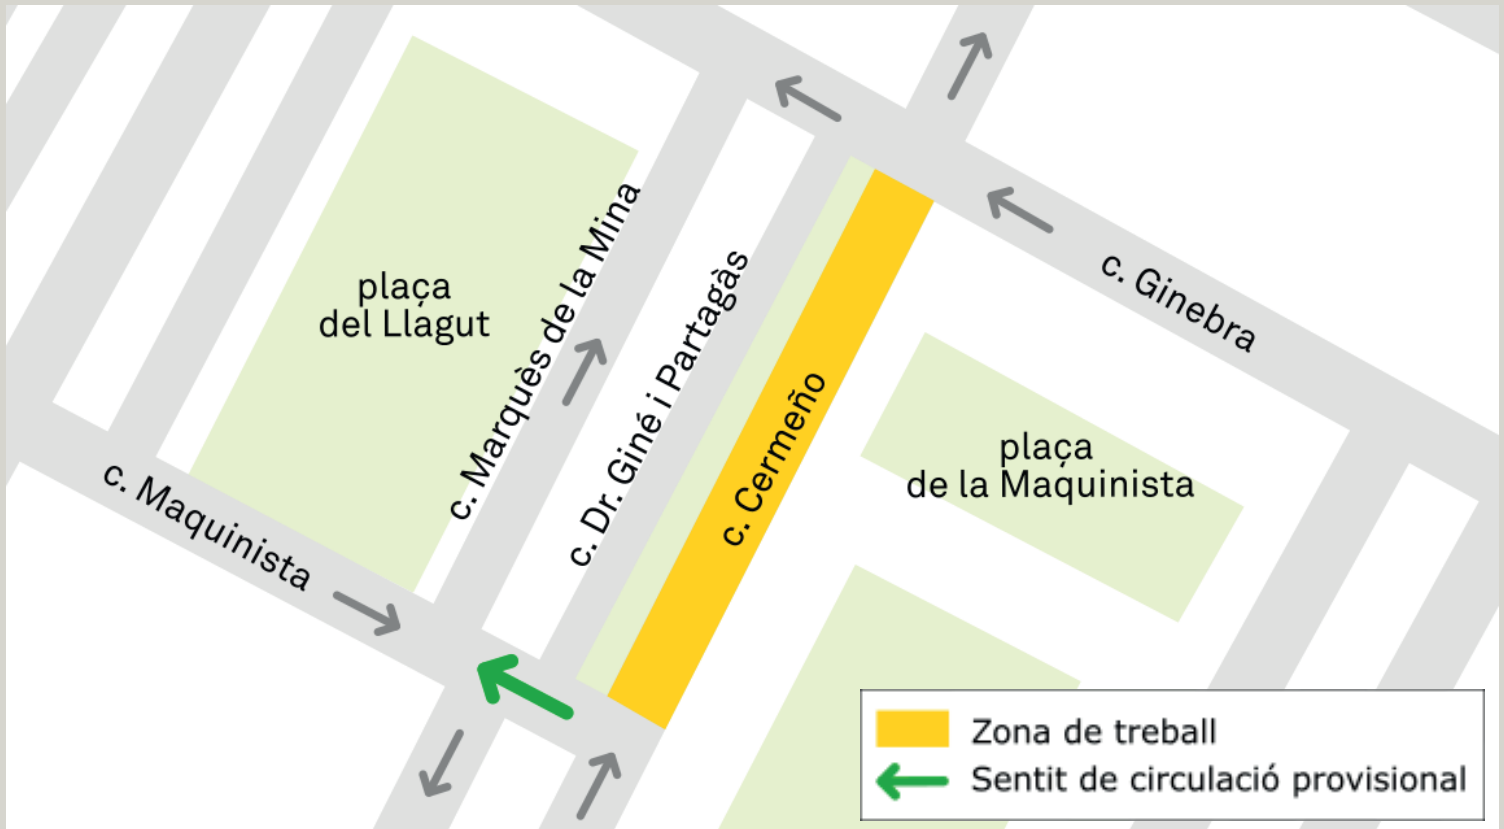 plaça
del Llagut
c. Marquès de la Mina
c. Dr. Giné i Partagàs
c. Ginebra
c. Cermeño
plaça
de la Maquinista
c. Maquinista
Zona de treball
Sentit de circulació provisional